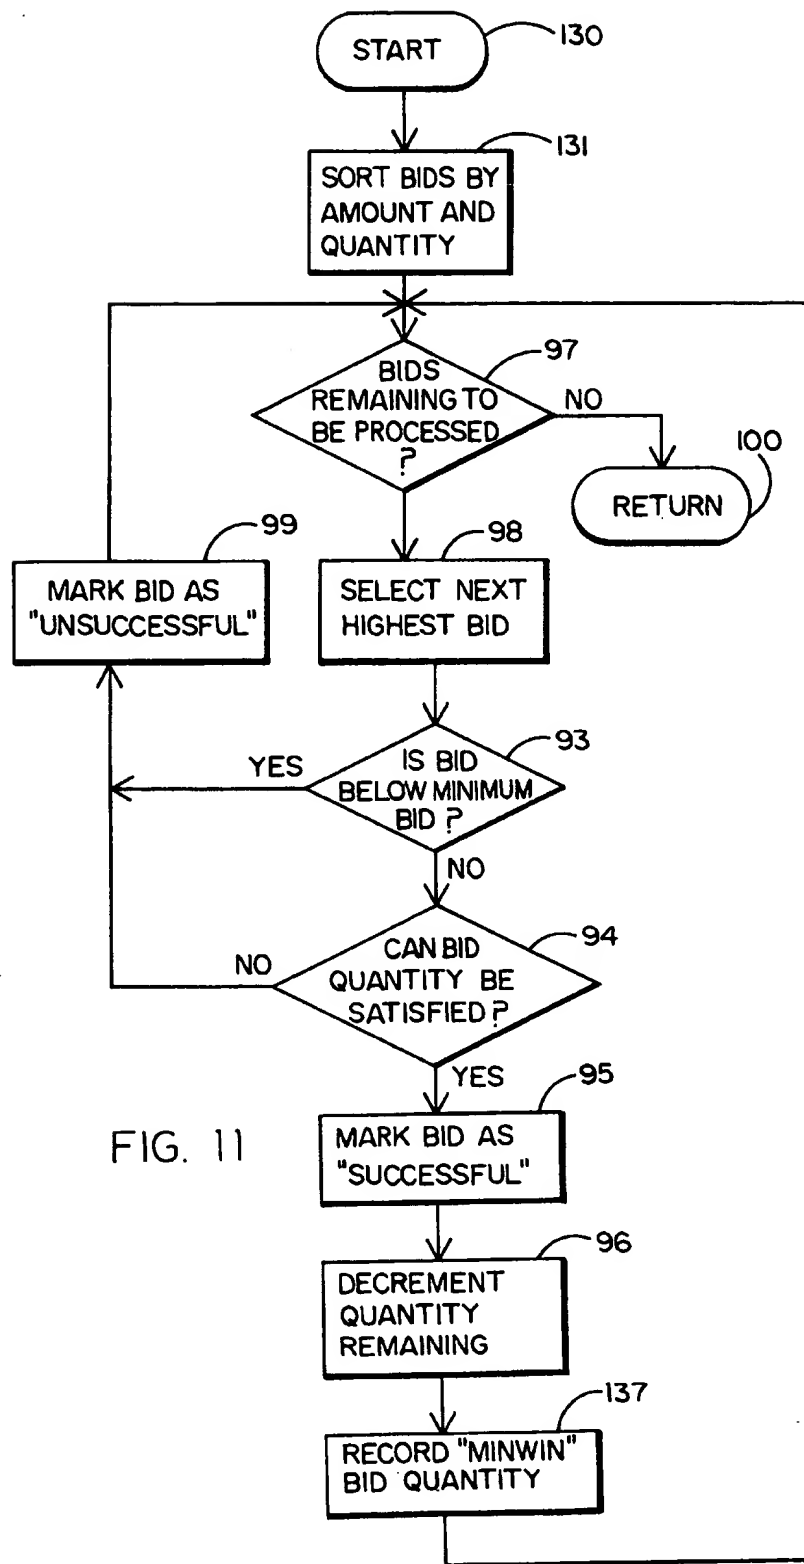 START
130
131
SORT BIDS BY
AMOUNT AND
QUANTITY
97
BIDS
REMAINING TO
BE PROCESSED
?
NO
100
RETURN
99
MARK BID AS
"UNSUCCESSFUL"
98
SELECT NEXT
HIGHEST BID
93
YES
IS BID
BELOW MINIMUM
BID ?
NO
94
NO
CAN BID
QUANTITY BE
SATISFIED ?
YES
95
FIG. 11
MARK BID AS
"SUCCESSFUL"
96
DECREMENT
QUANTITY
REMAINING
137
RECORD "MINWIN"
BID QUANTITY